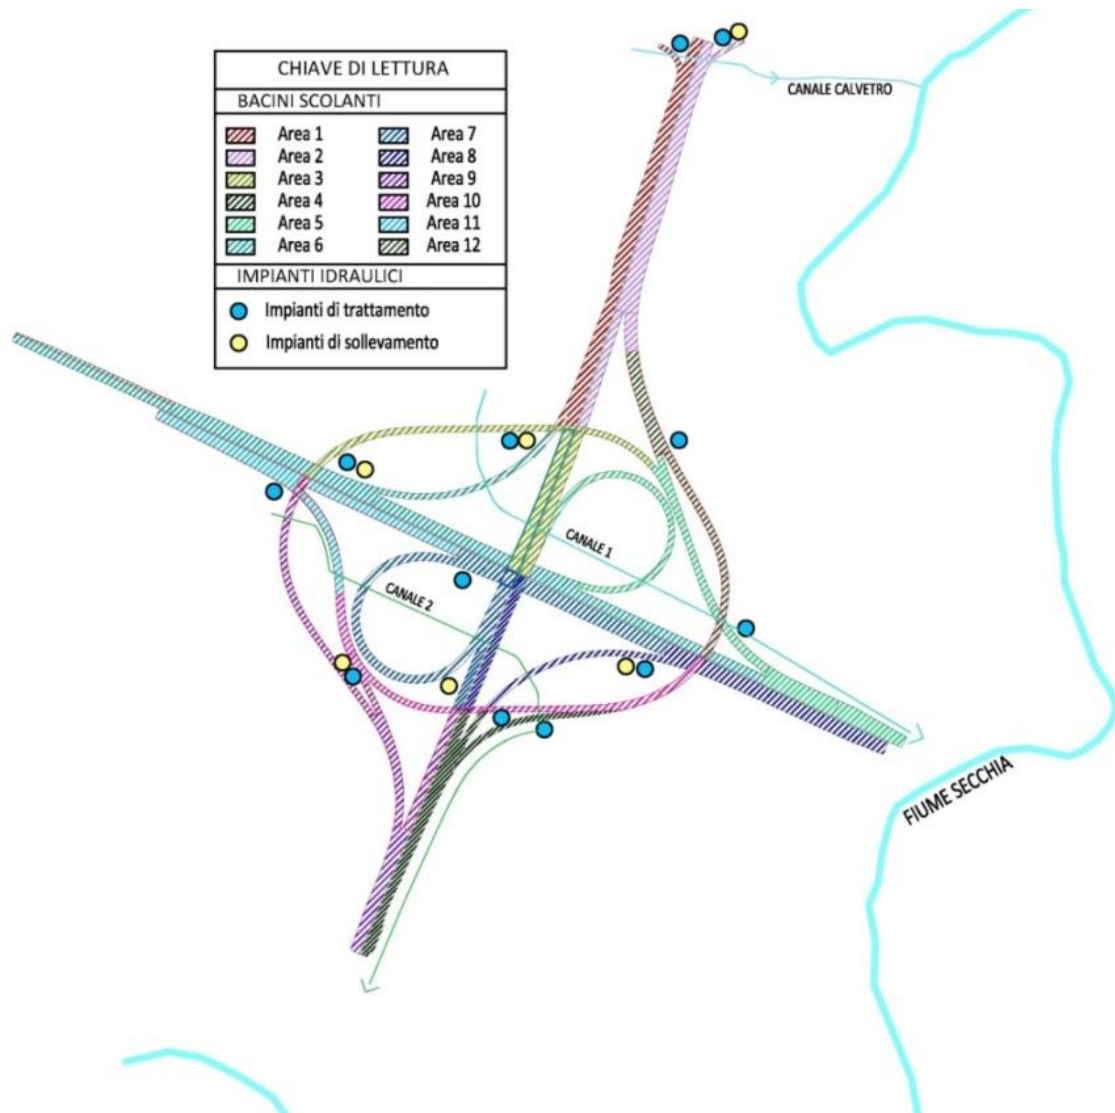 CHIAVE DI LETTURA
BACINI SCOLANTI
Area 1
Area 7
Area 2
Area 8
Area 3
Area 9
Area 4
Area 10
Area 5
Area 11
Area 6
Area 12
IMPIANTI IDRAULICI
Impianti di trattamento
Impianti di sollevamento
CANALE CALVETRO
CANALE 1
CANALE 2
FIUME SECCHIA